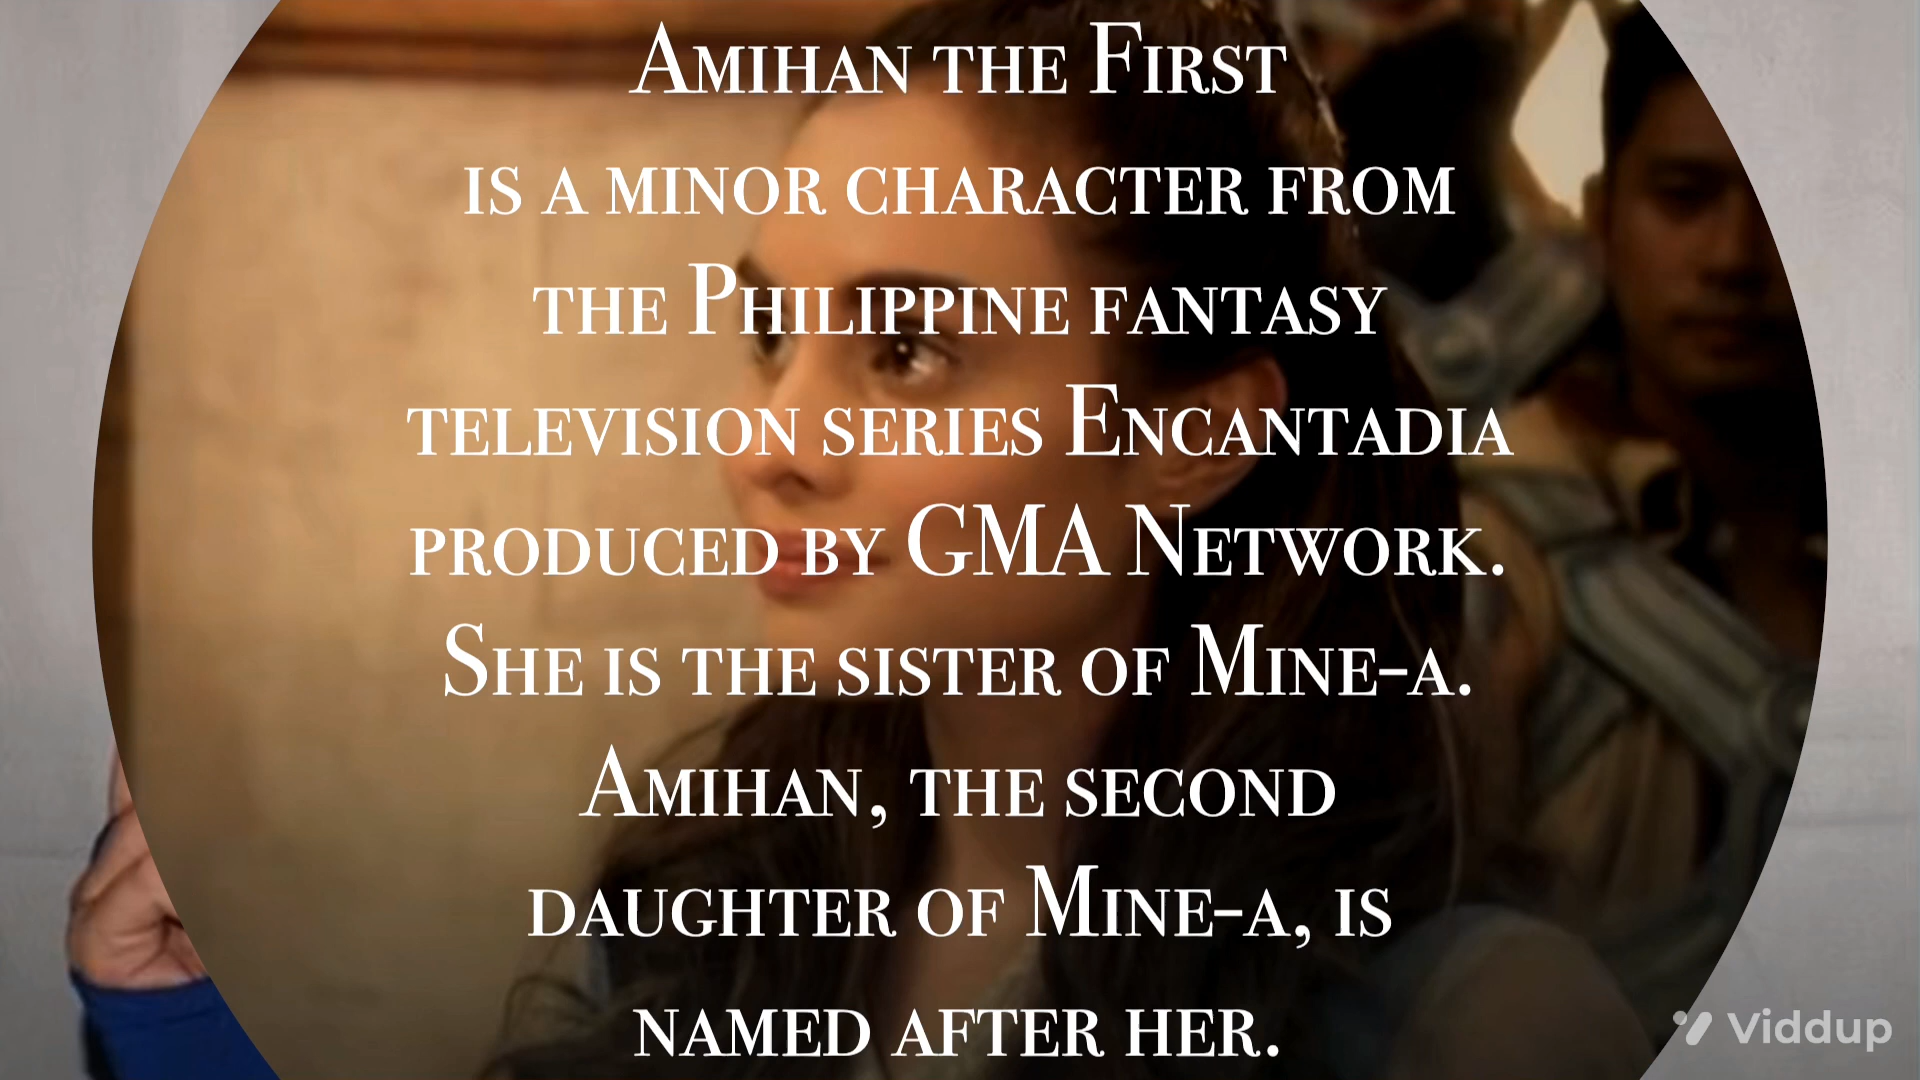 Amihan the First
is a minor character from
the Philippine fantasy
television series Encantadia
produced by GMA Network.
She is the sister of Mine-a.
Amihan, the second
daughter of Mine-a, is
named after her.
Viddup